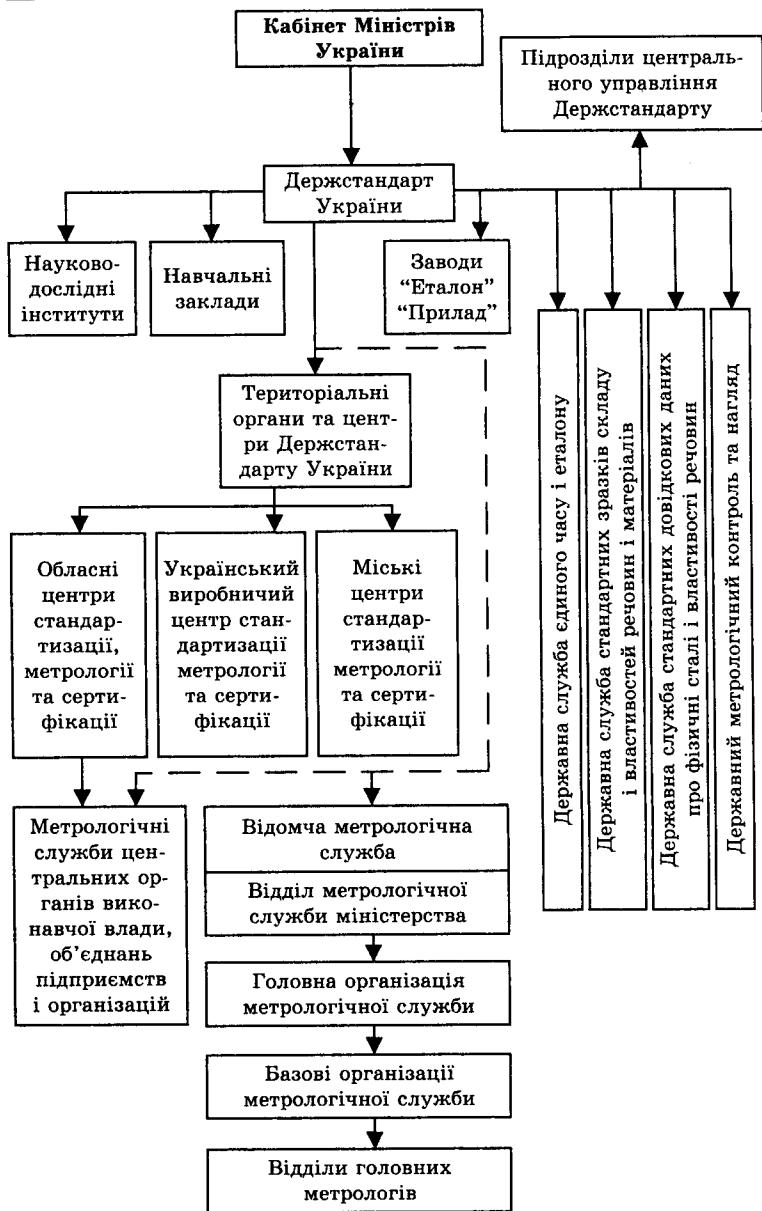 Кабінет Міністрів
України
Підрозділи централь-
ного управління
Держстандарту
Держстандарт
України
Науково-
дослідні
інститути
Навчальні
заклади
Заводи
“Еталон”
“Прилад”
Територіальні
органи та цент-
ри Держстан-
дарту України
Обласні
центри
стандар-
тизації,
метрології
та серти-
фікації
Український
виробничий
центр стан-
дартизації
метрології
та серти-
фікації
Міські
центри
стандар-
тизації
метрології
та серти-
фікації
Державна служба єдиного часу і еталону
Державна служба стандартних зразків складу
і властивостей речовин і матеріалів
Державна служба стандартних довідкових даних
про фізичні сталі і властивості речовин
Державний метрологічний контроль та нагляд
Метрологічні
служби цен-
тральних ор-
ганів вико-
навчої влади,
об’єднань
підприємств
і організацій
Відомча метрологічна
служба
Відділ метрологічної
служби міністерства
Головна організація
метрологічної служби
Базові організації
метрологічної служби
Відділи головних
метрологів